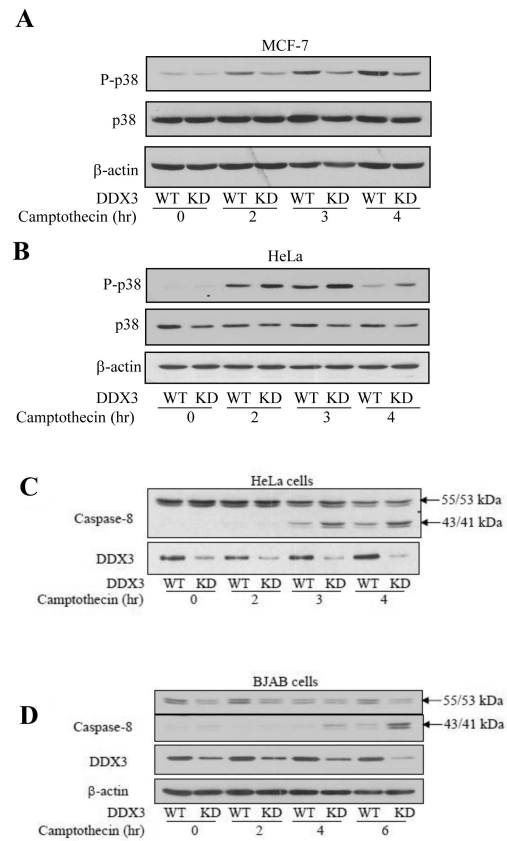 A
MCF-7
P-p38
p38
β-actin
DDX3 WT KD WT KD WT KD WT KD
Camptothecin (hr) 0 2 3 4
B
HeLa
P-p38
p38
β-actin
DDX3 WT KD WT KD WT KD WT KD
Camptothecin (hr) 0 2 3 4
C
HeLa cells
55/53 kDa
Caspase-8 43/41 kDa
DDX3
DDX3 WT KD WT KD WT KD WT KD
Camptothecin (hr) 0 2 3 4
D
BJAB cells
55/53 kDa
Caspase-8 43/41 kDa
DDX3
β-actin
DDX3 WT KD WT KD WT KD WT KD
Camptothecin (hr) 0 2 4 6